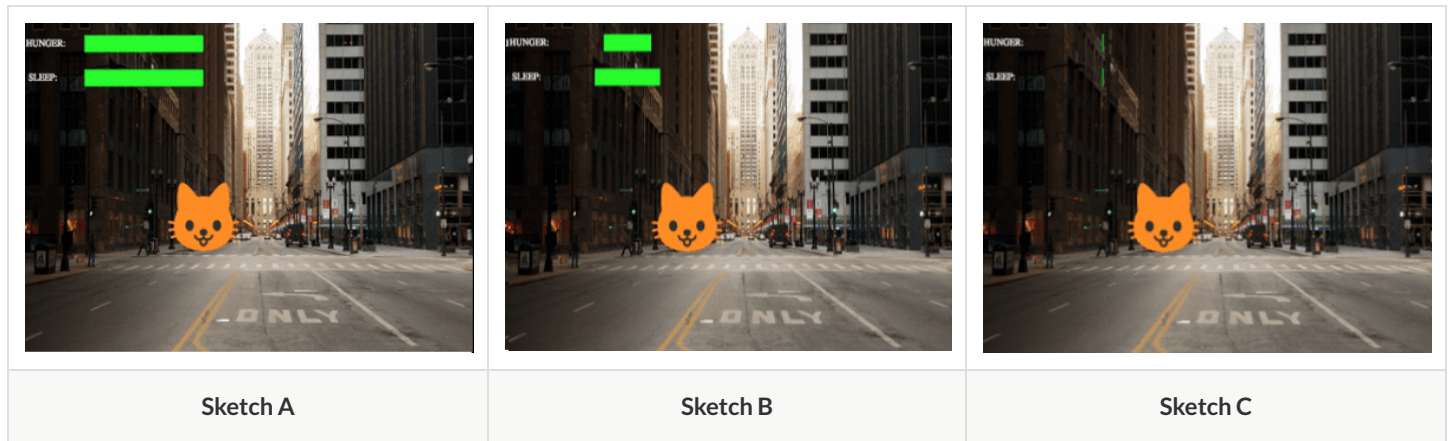 HUNGER:
SLEEP:
ONLY
HUNGER:
SLEEP:
ONLY
HUNGER:
SLEEP:
ONLY
Sketch A
Sketch B
Sketch C